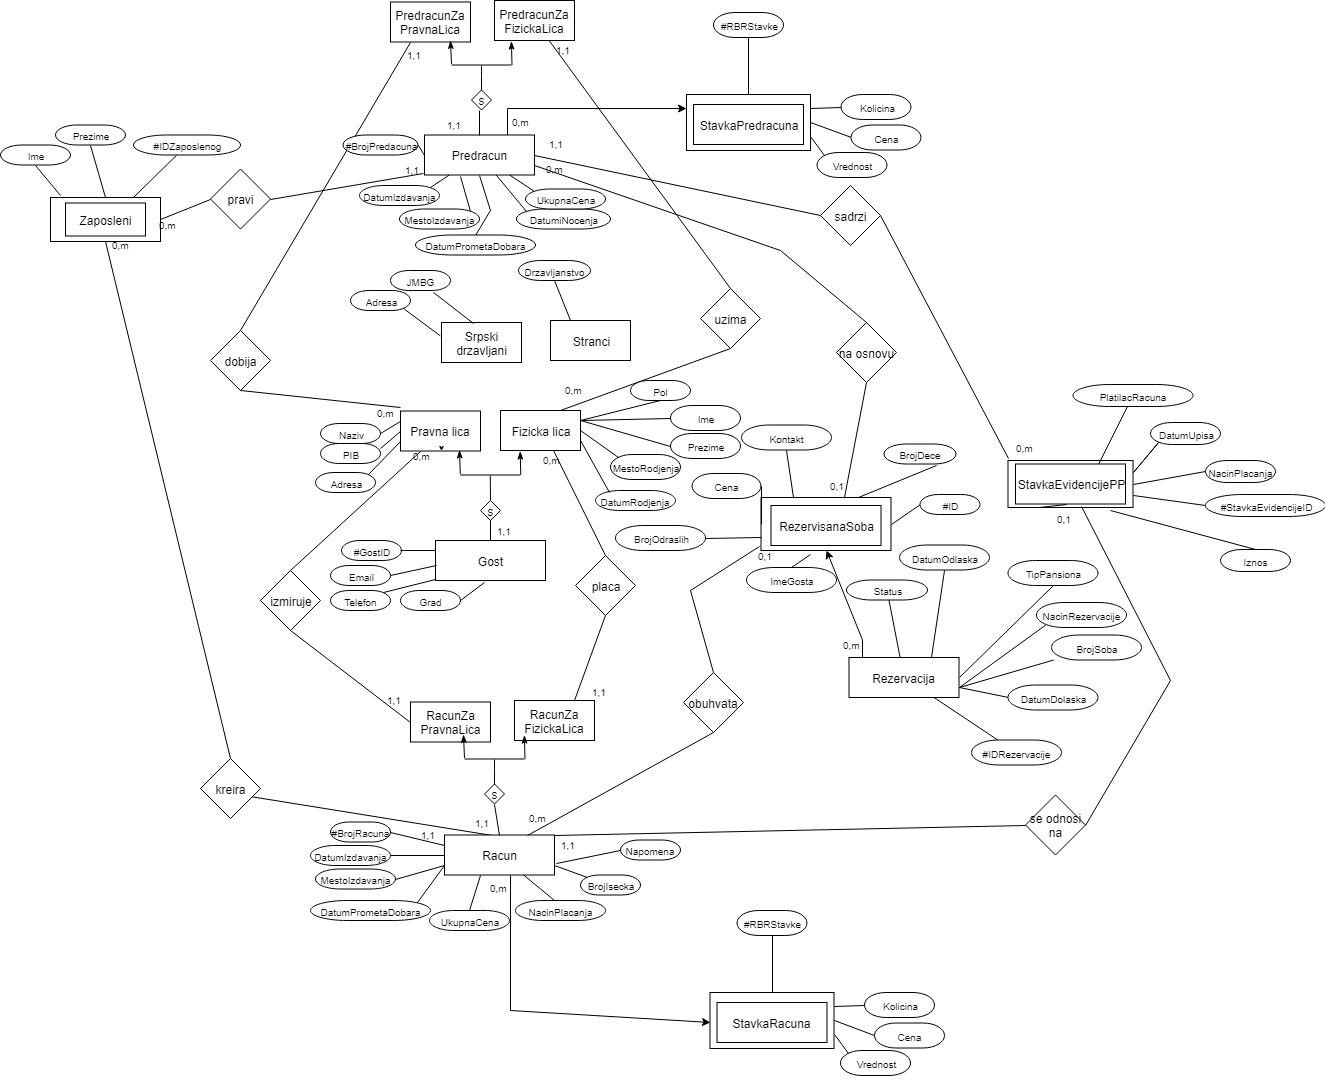 PredracunZa
PravnaLica
PredracunZa
FizickaLica
#RBRStavke
1,1
1,1
S
Kolicina
StavkaPredracuna
Cena
Vrednost
1,1
0,m
#BrojPredacuna
Predracun
1,1
0,m
Prezime
Ime
#IDZaposlenog
1,1
pravi
Zaposleni
0,m
0,m
DatumIzdavanja
MestoIzdavanja
DatumPrometaDobara
UkupnaCena
DatumiNocenja
sadrzi
JMBG
Adresa
Srpski
drzavljani
Drzavljanstvo
Stranci
uzima
na osnovu
dobija
0,m
0,m
Naziv
PIB
Adresa
Pravna lica
0,m
Fizicka lica
0,m
Pol
Ime
Prezime
MestoRodjenja
DatumRodjenja
S
1,1
#GostID
Email
Telefon
Grad
Gost
izmiruje
placa
Kontakt
Cena
BrojDece
#ID
BrojOdraslih
0,1
RezervisanaSoba
0,1
ImeGosta
PlatilacRacuna
DatumUpisa
NacinPlacanja
#StavkaEvidencijeID
Iznos
0,m
StavkaEvidencijePP
0,1
DatumOdlaska
Status
TipPansiona
NacinRezervacije
BrojSoba
DatumDolaska
#IDRezervacije
0,m
Rezervacija
1,1
1,1
RacunZa
PravnaLica
RacunZa
FizickaLica
obuhvata
S
kreira
1,1
1,1
0,m
1,1
se odnosi
na
#BrojRacuna
DatumIzdavanja
MestoIzdavanja
DatumPrometaDobara
Racun
0,m
UkupnaCena
NacinPlacanja
BrojIsecka
Napomena
#RBRStavke
StavkaRacuna
Kolicina
Cena
Vrednost